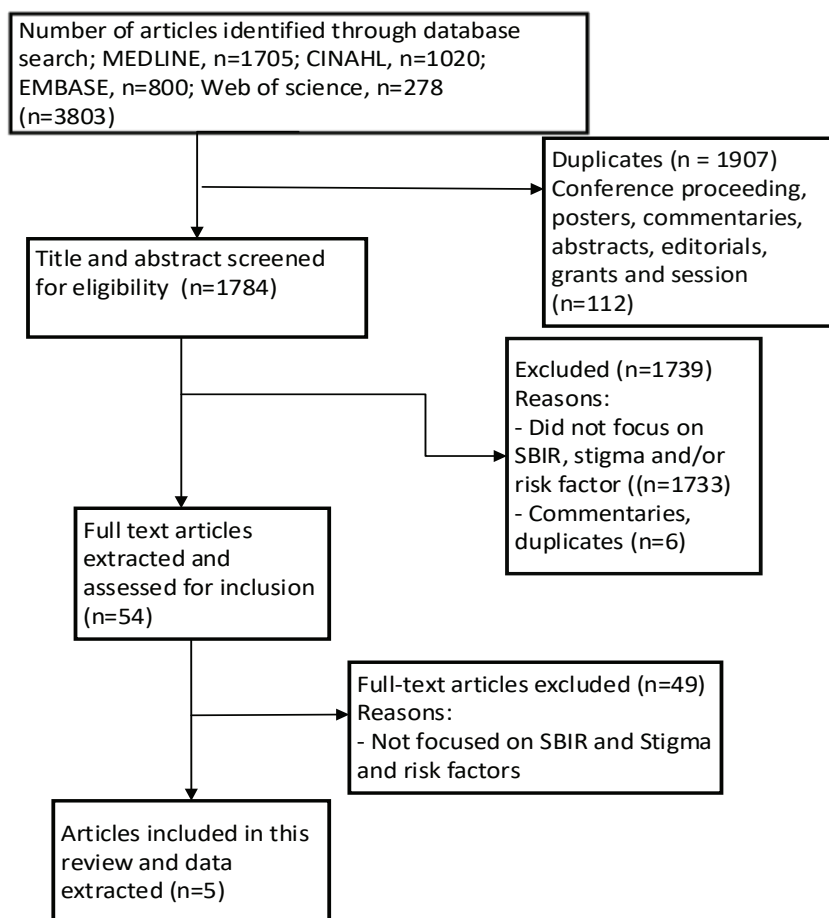 Number of articles identified through database
search; MEDLINE, n=1705; CINAHL, n=1020;
EMBASE, n=800; Web of science, n=278
(n=3803)
Duplicates (n = 1907)
Conference proceeding,
posters, commentaries,
abstracts, editorials,
grants and session
(n=112)
Title and abstract screened
for eligibility (n=1784)
Excluded (n=1739)
Reasons:
- Did not focus on
SBIR, stigma and/or
risk factor ((n=1733)
- Commentaries,
duplicates (n=6)
Full text articles
extracted and
assessed for inclusion
(n=54)
Full-text articles excluded (n=49)
Reasons:
- Not focused on SBIR and Stigma
and risk factors
Articles included in this
review and data
extracted (n=5)